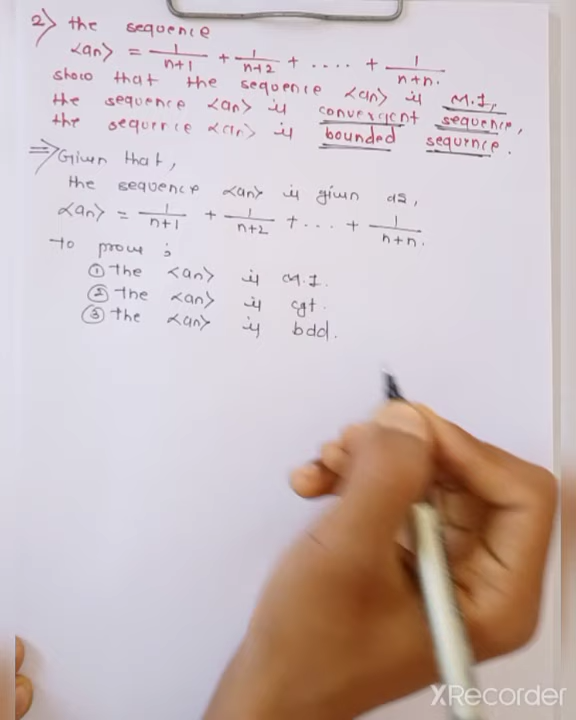 2) the sequence
<an> = 1/n+1 + 1/n+2 + .... + 1/n+n.
show that the sequence <an> is M.I,
the sequence <an> is convergent sequence,
the sequence <an> is bounded sequence.
⇒ Given that,
the sequence <an> is given as,
<an> = 1/n+1 + 1/n+2 + ... + 1/n+n.
To prove :
① the <an> is M.I.
② the <an> is cgt.
③ the <an> is bdd.
XRecorder